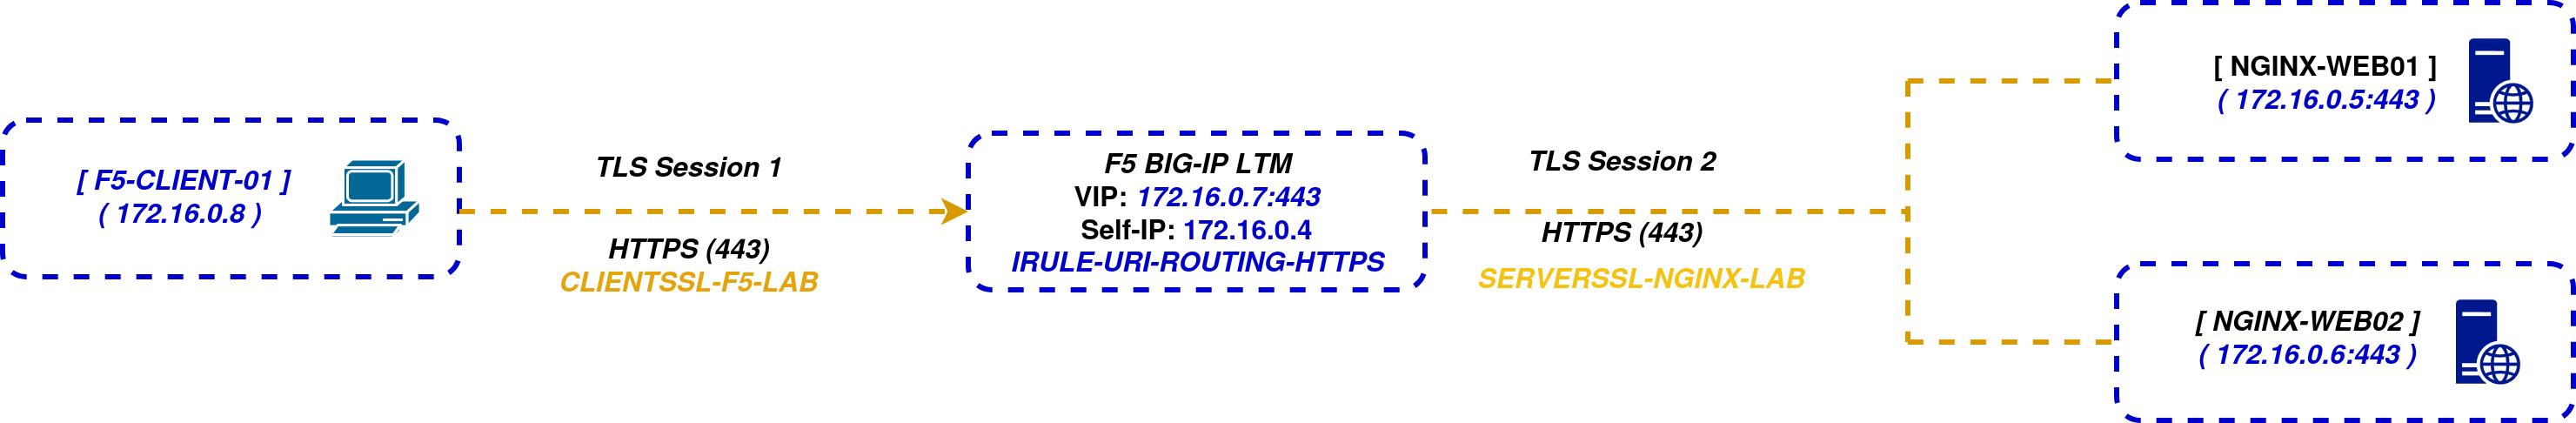 [ F5-CLIENT-01 ]
( 172.16.0.8 )
TLS Session 1
HTTPS (443)
CLIENTSSL-F5-LAB
F5 BIG-IP LTM
VIP: 172.16.0.7:443
Self-IP: 172.16.0.4
IRULE-URI-ROUTING-HTTPS
TLS Session 2
HTTPS (443)
SERVERSSL-NGINX-LAB
[ NGINX-WEB01 ]
( 172.16.0.5:443 )
[ NGINX-WEB02 ]
( 172.16.0.6:443 )